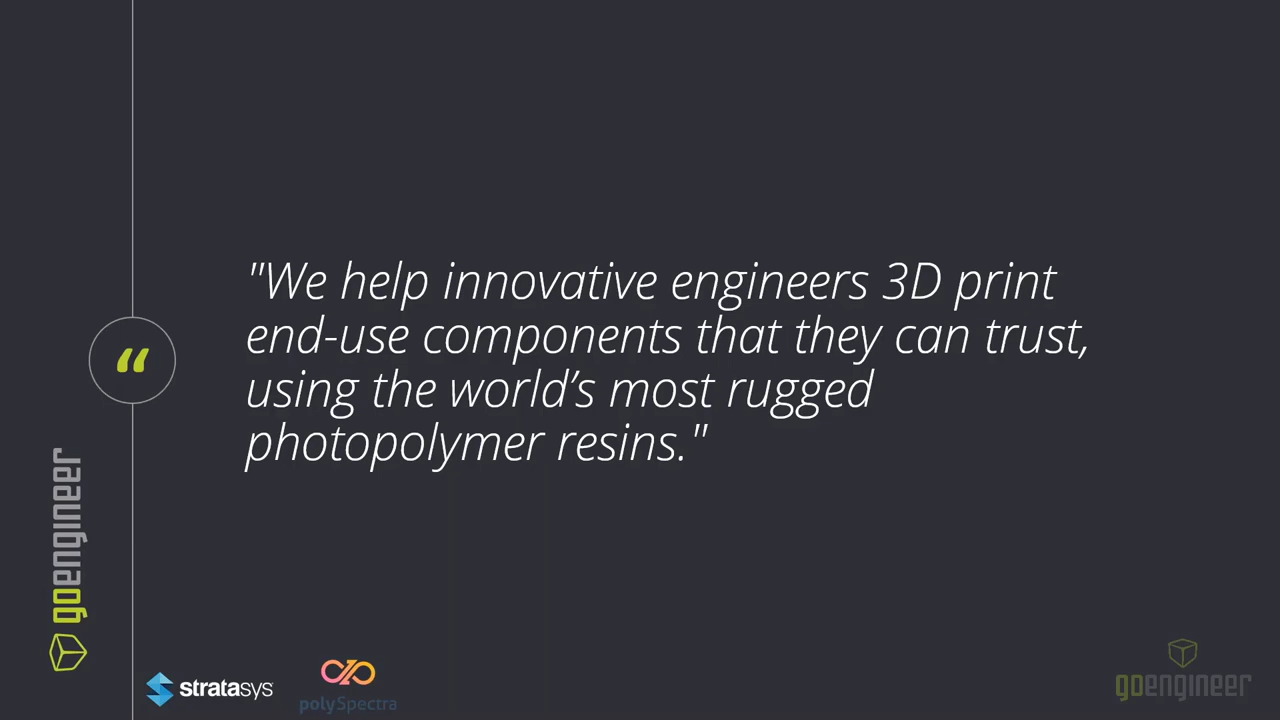 "We help innovative engineers 3D print
end-use components that they can trust,
using the world’s most rugged
photopolymer resins."
“
goengineer
stratasys
polySpectra
goengineer